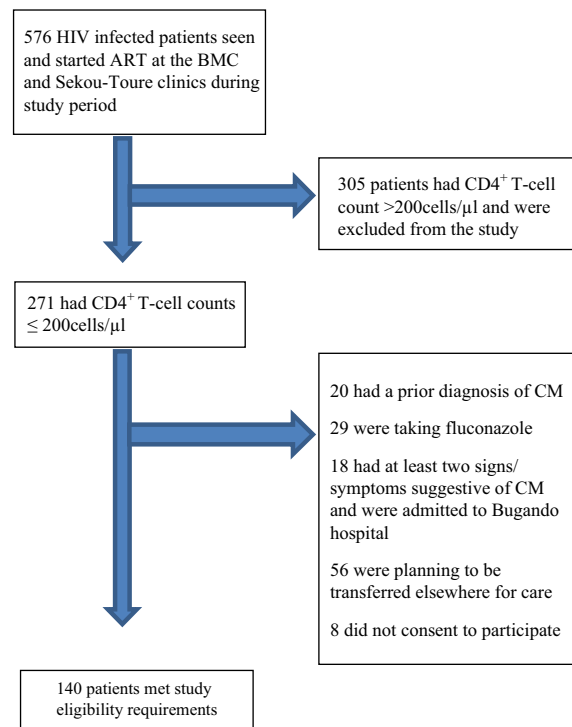 576 HIV infected patients seen
and started ART at the BMC
and Sekou-Toure clinics during
study period
305 patients had CD4⁺ T-cell
count >200cells/µl and were
excluded from the study
271 had CD4⁺ T-cell counts
≤ 200cells/µl
20 had a prior diagnosis of CM
29 were taking fluconazole
18 had at least two signs/
symptoms suggestive of CM
and were admitted to Bugando
hospital
56 were planning to be
transferred elsewhere for care
8 did not consent to participate
140 patients met study
eligibility requirements